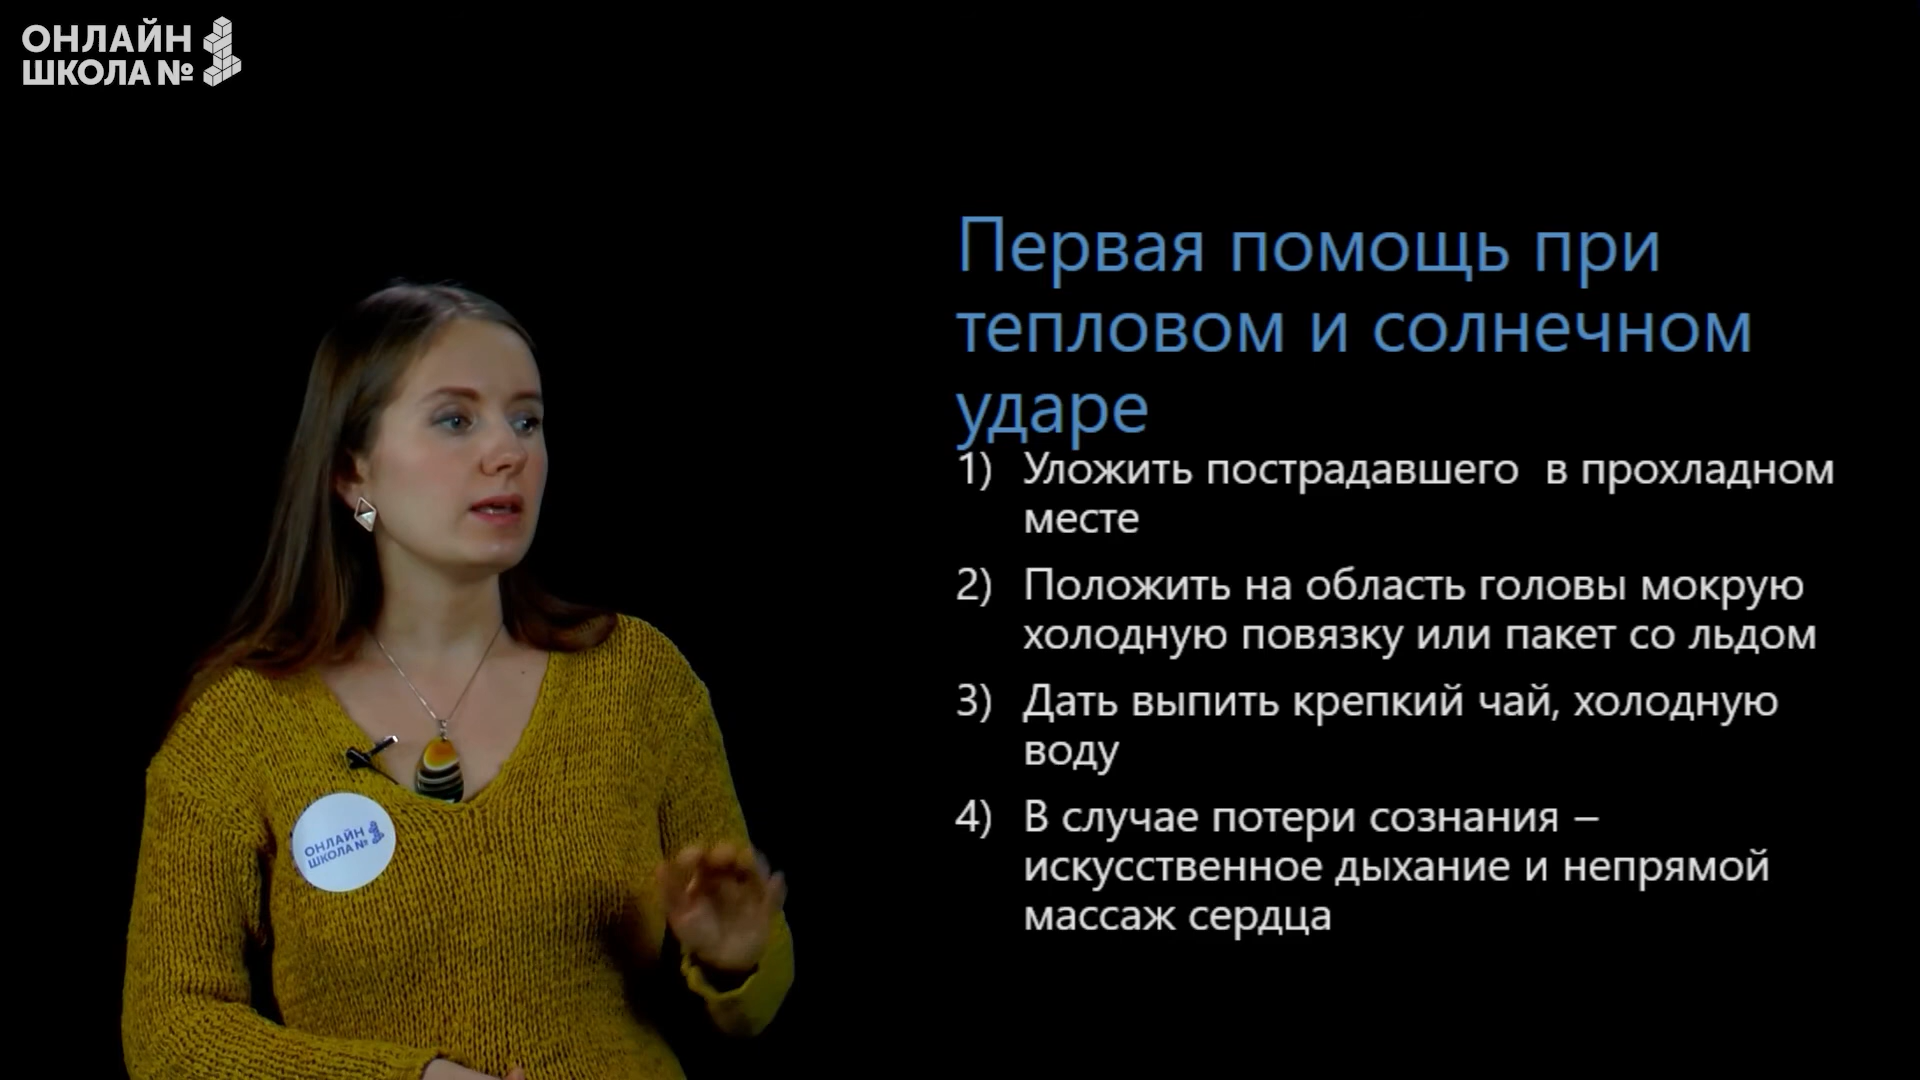 ОНЛАЙН
ШКОЛА №
Первая помощь при
тепловом и солнечном
ударе
1) Уложить пострадавшего в прохладном
месте
2) Положить на область головы мокрую
холодную повязку или пакет со льдом
3) Дать выпить крепкий чай, холодную
воду
4) В случае потери сознания –
искусственное дыхание и непрямой
массаж сердца
ОНЛАЙН
ШКОЛА №